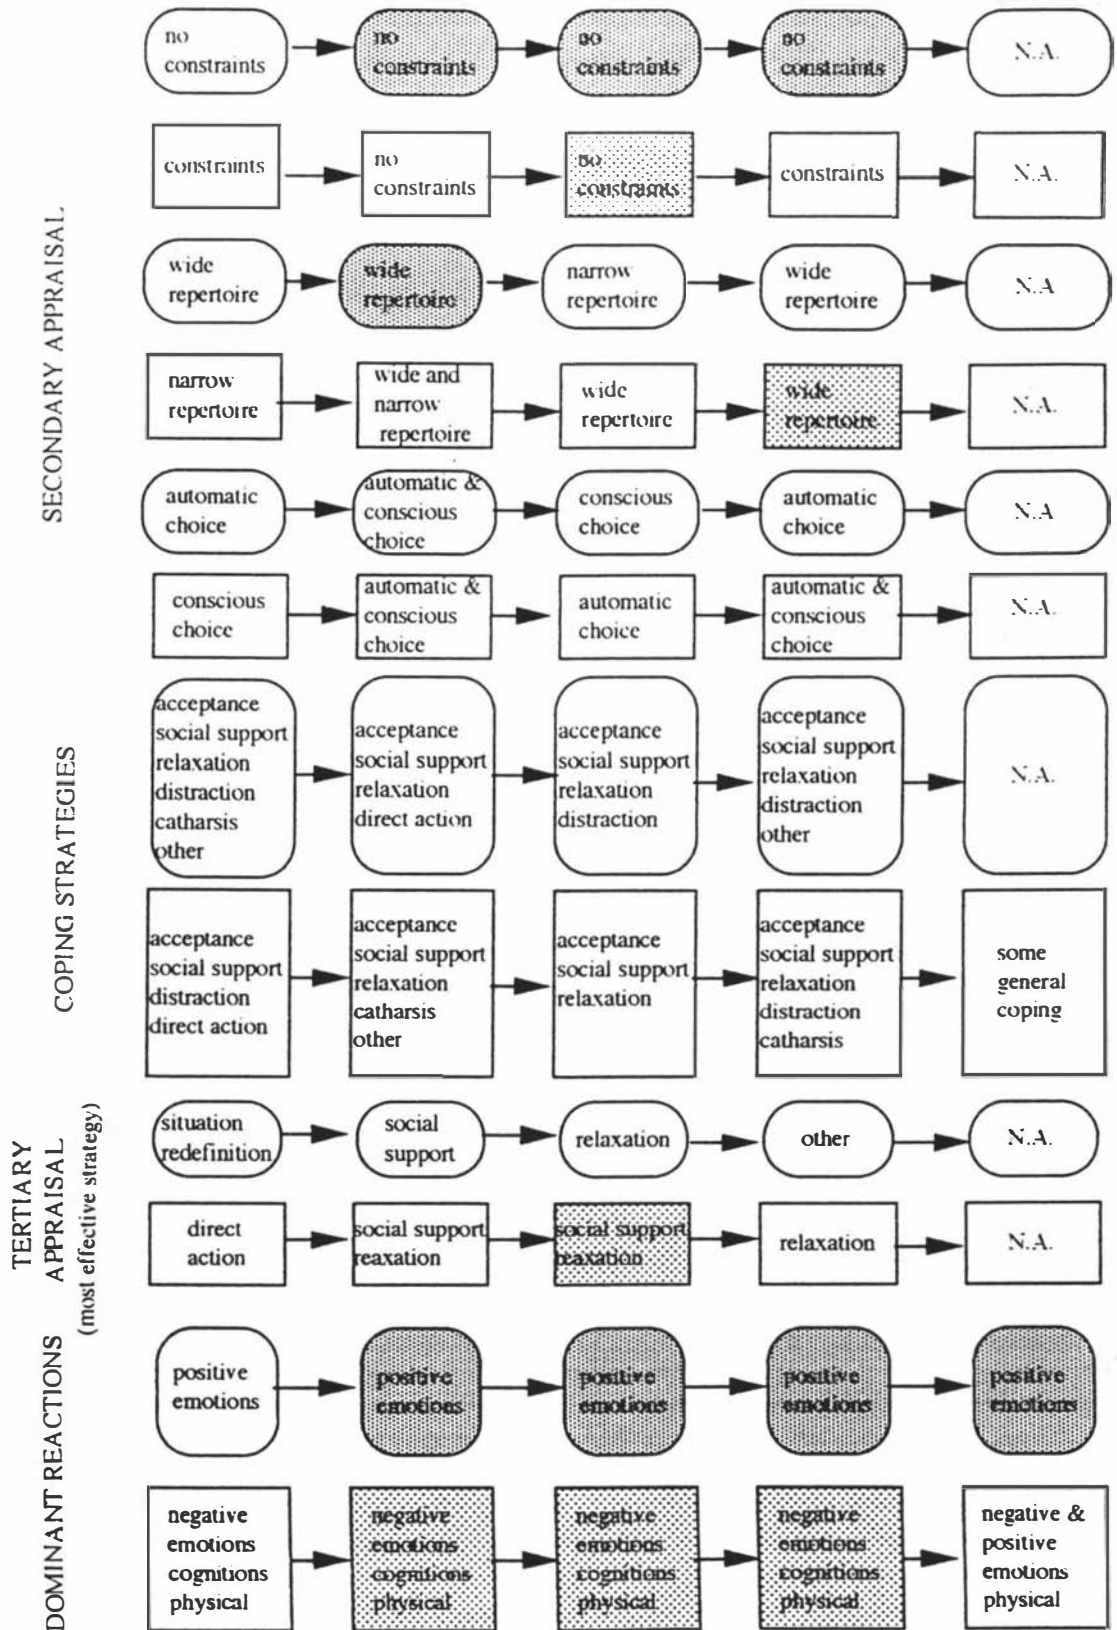 SECONDARY APPRAISAL
no
constraints
no
constraints
no
constraints
no
constraints
N.A.
constraints
no
constraints
no
constraints
constraints
N.A.
wide
repertoire
wide
repertoire
narrow
repertoire
wide
repertoire
N.A
narrow
repertoire
wide and
narrow
repertoire
wide
repertoire
wide
repertoire
N.A.
automatic
choice
automatic &
conscious
choice
conscious
choice
automatic
choice
N.A
conscious
choice
automatic &
conscious
choice
automatic
choice
automatic &
conscious
choice
N.A.
COPING STRATEGIES
acceptance
social support
relaxation
distraction
catharsis
other
acceptance
social support
relaxation
direct action
acceptance
social support
relaxation
distraction
acceptance
social support
relaxation
distraction
other
N.A.
acceptance
social support
distraction
direct action
acceptance
social support
relaxation
catharsis
other
acceptance
social support
relaxation
acceptance
social support
relaxation
distraction
catharsis
some
general
coping
TERTIARY
APPRAISAL
(most effective strategy)
situation
redefinition
social
support
relaxation
other
N.A.
direct
action
social support
reaxation
social support
reaxation
relaxation
N.A.
DOMINANT REACTIONS
positive
emotions
positive
emotions
positive
emotions
positive
emotions
positive
emotions
negative
emotions
cognitions
physical
negative
emotions
cognitions
physical
negative
emotions
cognitions
physical
negative
emotions
cognitions
physical
negative &
positive
emotions
physical